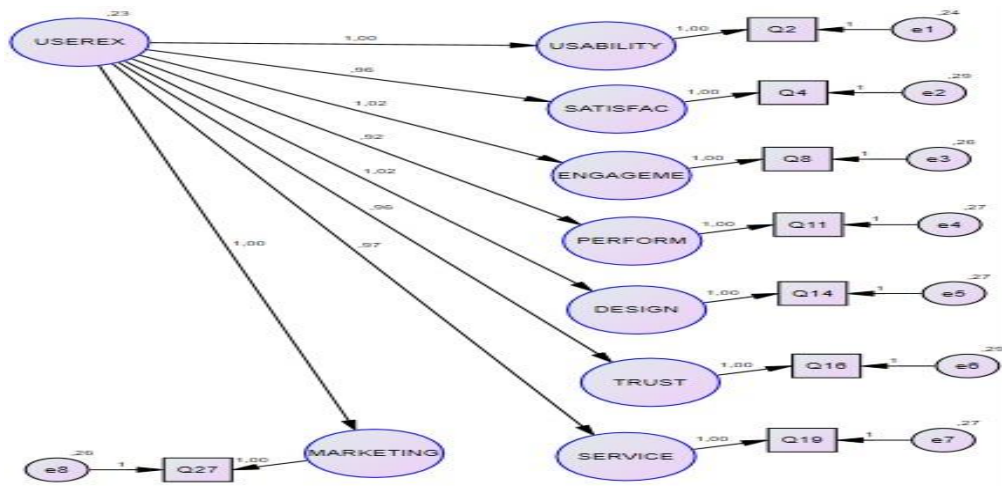 ,23
USEREX
1,00
USABILITY
1,00
Q2
1
,24
e1
,96
SATISFAC
1,00
Q4
1
,29
e2
1,02
ENGAGEME
1,00
Q8
1
,26
e3
,92
PERFORM
1,00
Q11
1
,27
e4
1,02
DESIGN
1,00
Q14
1
,27
e5
,96
TRUST
1,00
Q16
1
e6
,97
SERVICE
1,00
Q19
1
,27
e7
1,00
MARKETING
1,00
Q27
1
,26
e8